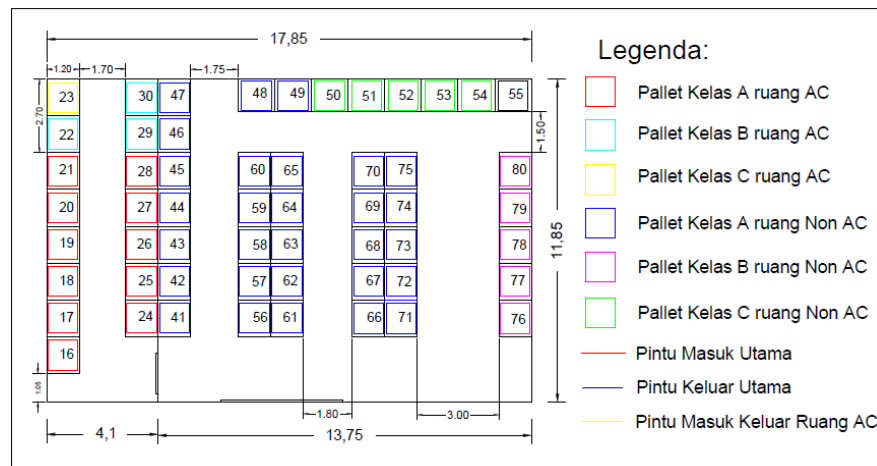 17,85
1.20 1.70 1.75
Legenda:
23 30 47 48 49 50 51 52 53 54 55
Pallet Kelas A ruang AC
2.70
1.50
22 29 46
Pallet Kelas B ruang AC
21 28 45 60 65 70 75 80
Pallet Kelas C ruang AC
20 27 44 59 64 69 74 79
Pallet Kelas A ruang Non AC
19 26 43 58 63 68 73 78
11,85
Pallet Kelas B ruang Non AC
18 25 42 57 62 67 72 77
Pallet Kelas C ruang Non AC
17 24 41 56 61 66 71 76
16
Pintu Masuk Utama
Pintu Keluar Utama
1.80 3.00
Pintu Masuk Keluar Ruang AC
4,1 13,75